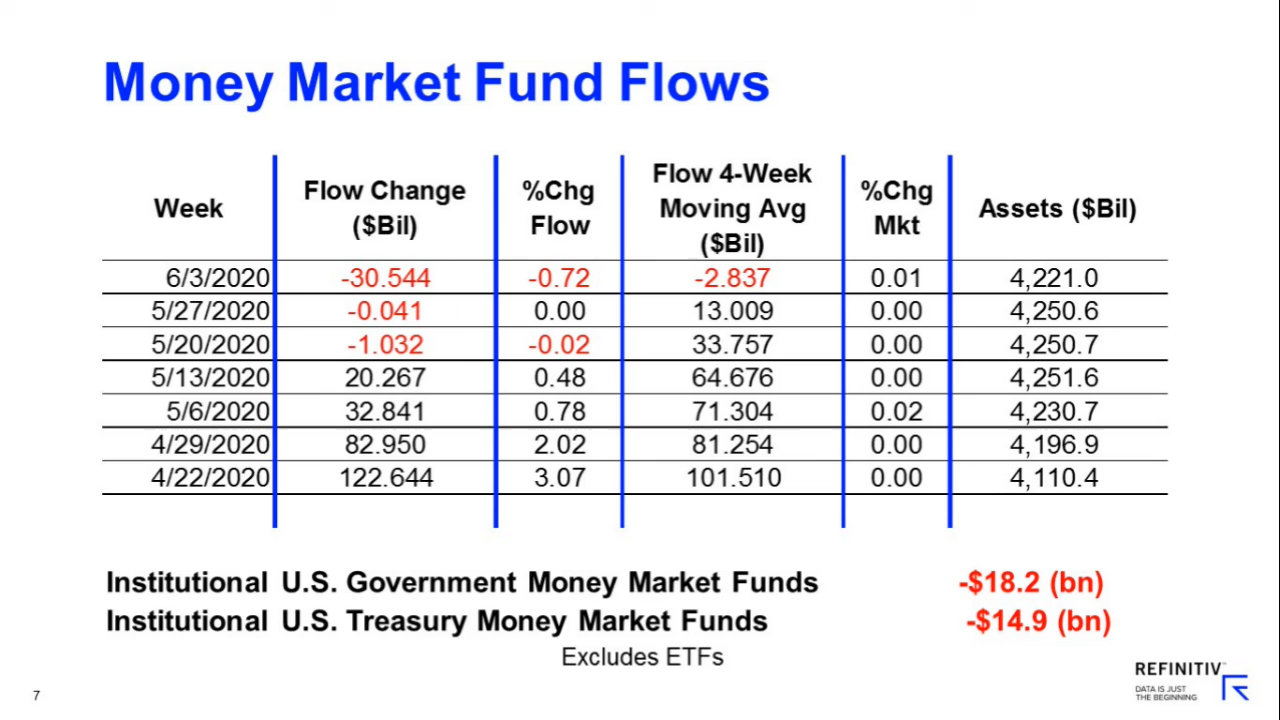 Money Market Fund Flows
Week Flow Change ($Bil) %Chg Flow Flow 4-Week Moving Avg ($Bil) %Chg Mkt Assets ($Bil)
6/3/2020 -30.544 -0.72 -2.837 0.01 4,221.0
5/27/2020 -0.041 0.00 13.009 0.00 4,250.6
5/20/2020 -1.032 -0.02 33.757 0.00 4,250.7
5/13/2020 20.267 0.48 64.676 0.00 4,251.6
5/6/2020 32.841 0.78 71.304 0.02 4,230.7
4/29/2020 82.950 2.02 81.254 0.00 4,196.9
4/22/2020 122.644 3.07 101.510 0.00 4,110.4
Institutional U.S. Government Money Market Funds -$18.2 (bn)
Institutional U.S. Treasury Money Market Funds -$14.9 (bn)
Excludes ETFs
REFINITIV
DATA IS JUST
THE BEGINNING
7